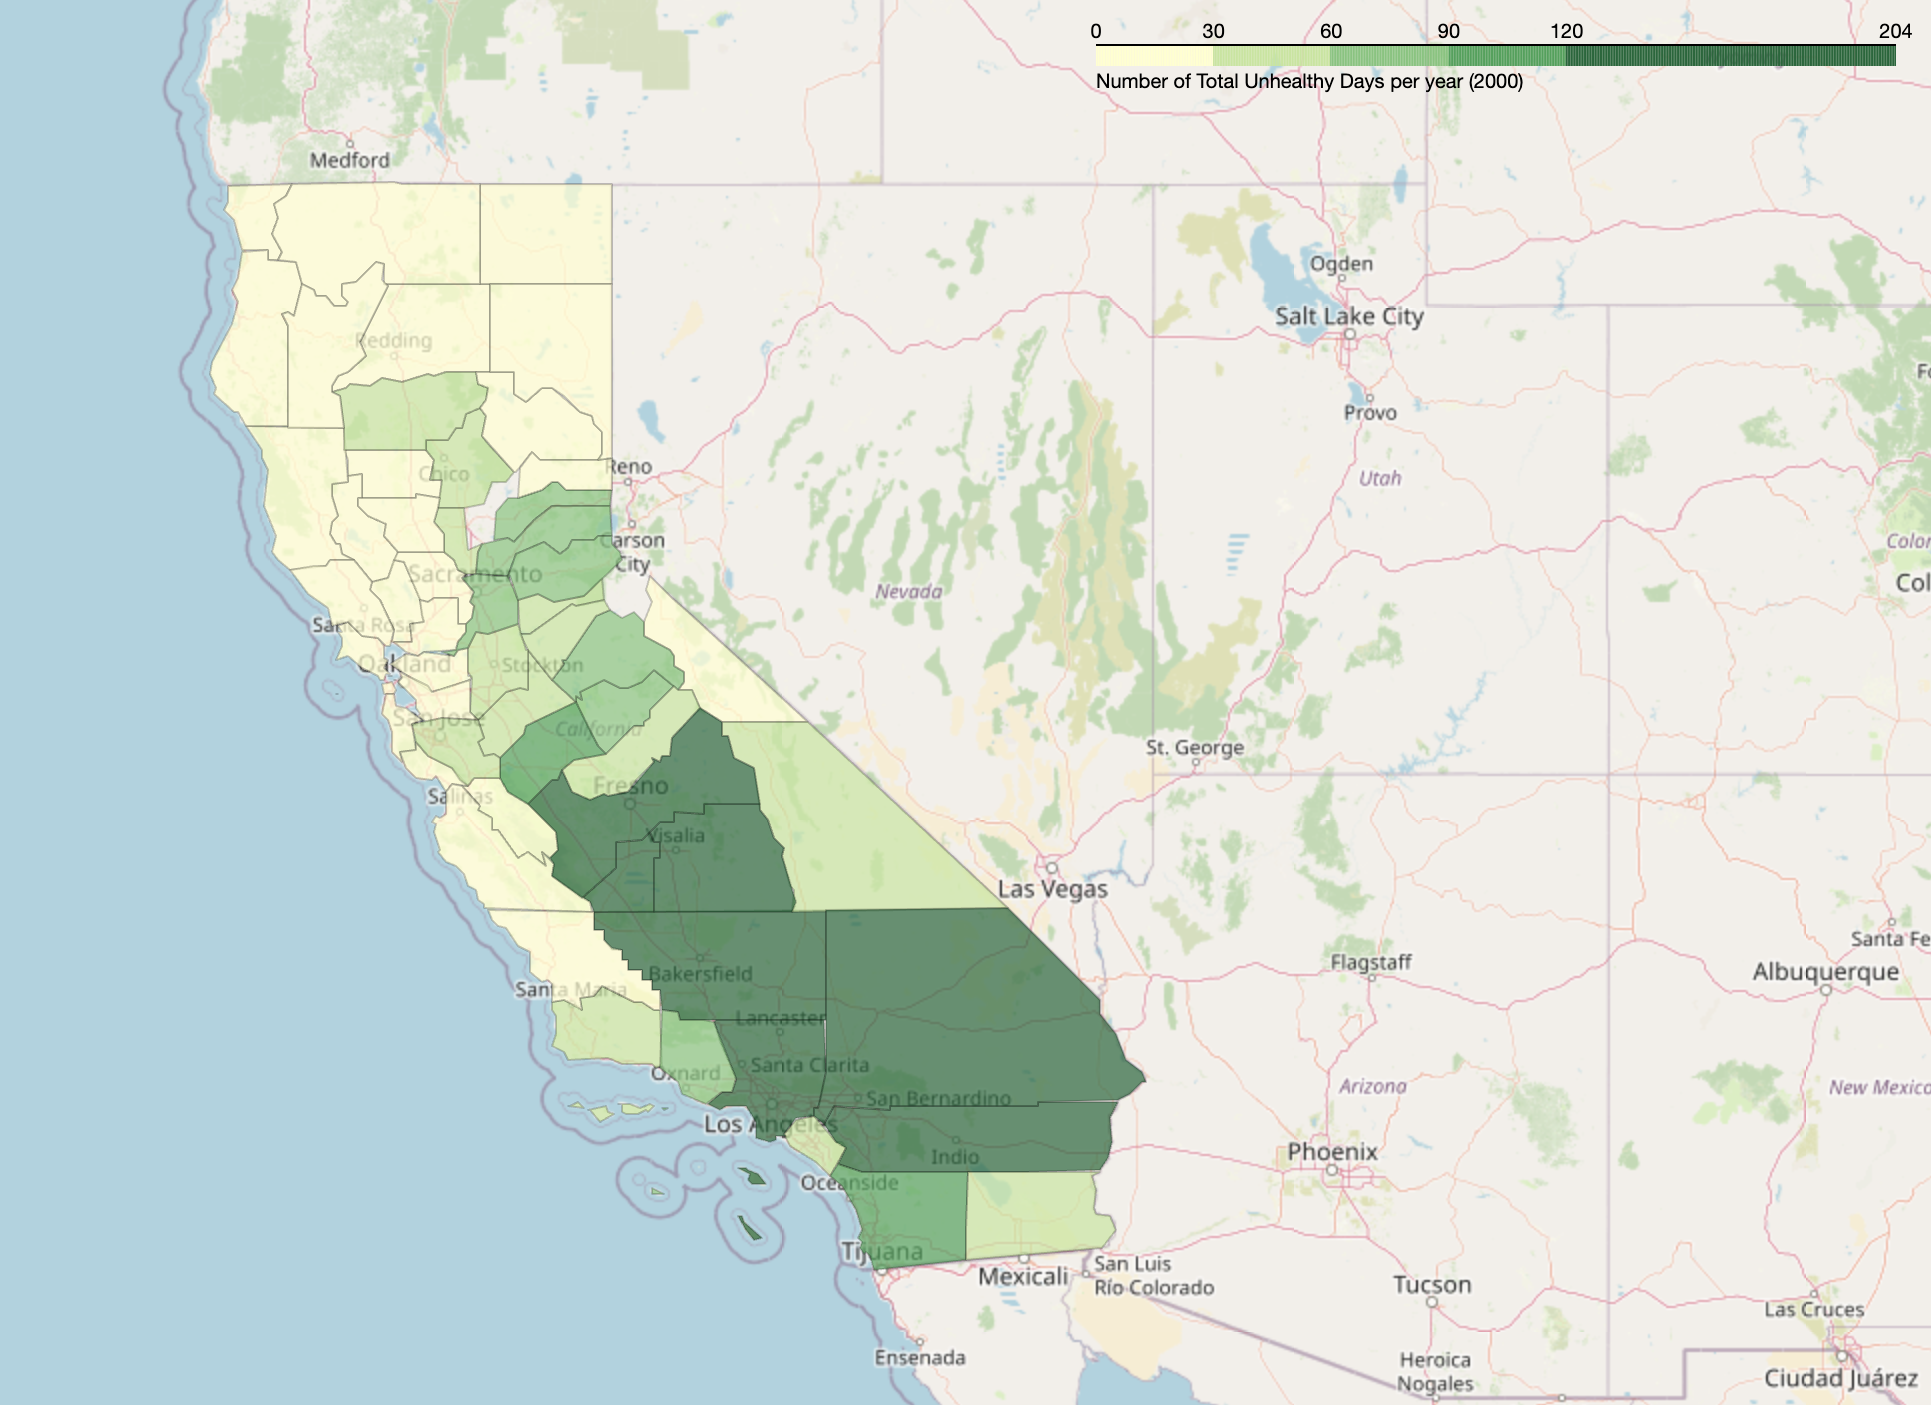 0 30 60 90 120 204
Number of Total Unhealthy Days per year (2000)
Medford
Ogden
Salt Lake City
Redding
Provo
Reno
Chico
Utah
Carson
City
Sacramento
Nevada
Colo
Col
Santa Rosa
Oakland
Stockton
San Jose
California
St. George
Fresno
Salinas
Visalia
Las Vegas
Santa Fe
Flagstaff
Albuquerque
Bakersfield
Santa Maria
Lancaster
Santa Clarita
Oxnard
Arizona
New Mexico
San Bernardino
Los Angeles
Phoenix
Indio
Oceanside
Tijuana
Mexicali
San Luis
Río Colorado
Tucson
Las Cruces
Ensenada
Heroica
Nogales
Ciudad Juárez